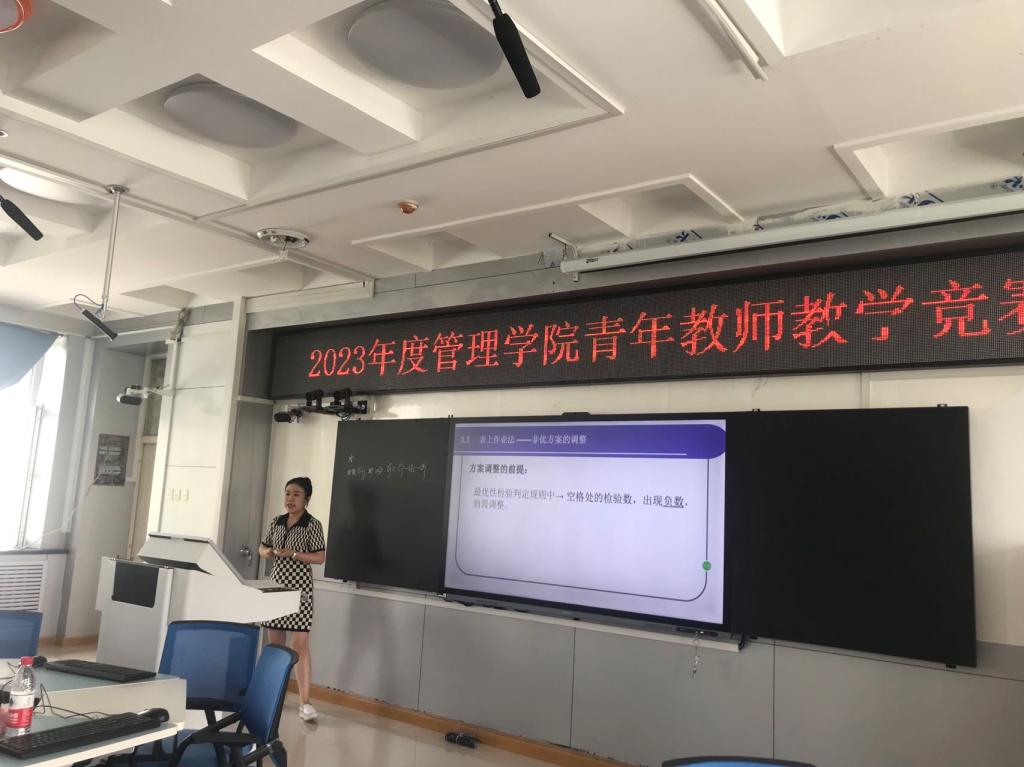 2023年度管理学院青年教师教学竞赛
3.3 表上作业法——非优方案的调整
方案调整的前提：
最优性检验判定规则中→ 空格处的检验数，出现负数，
则需调整。